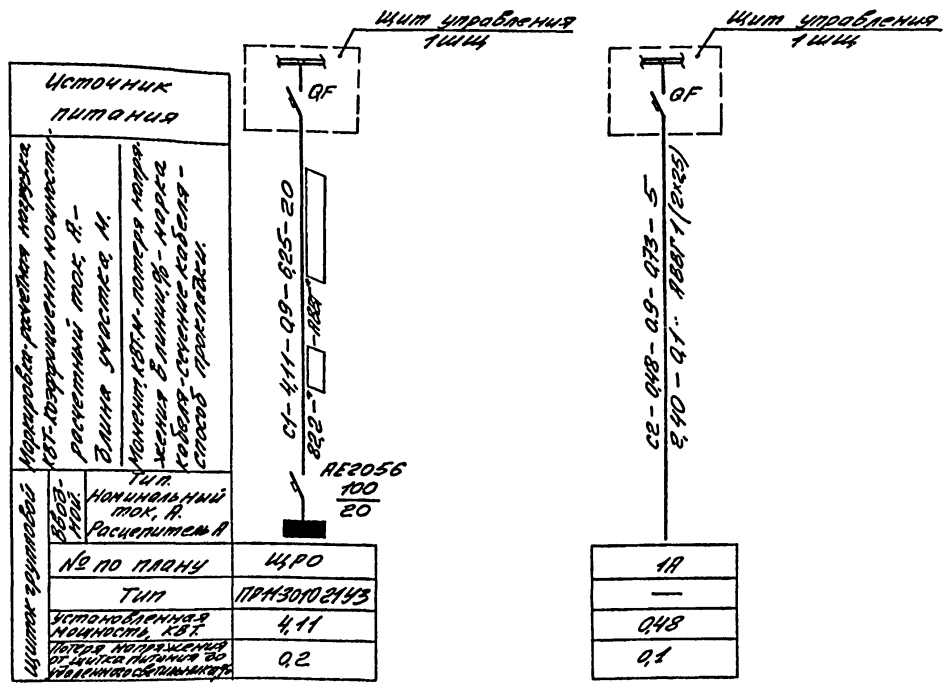 Щит управления
1ШЩ
Щит управления
1ШЩ
Источник
питания
QF
QF
Маркировка-расчетная нагрузка
кВт-коэффициент мощности-
расчетный ток, А.-
Длина участка, м.
Момент, кВт.м-потеря напря-
жения в линии, %-марка
кабеля-сечение кабеля-
способ прокладки.
С1-4,11-0,9-6,25-20
82,2-
-АВВГ
С2-0,48-0,9-0,73-5
2,40-0,1- АВВГ1(2х2,5)
АЕ2056
100
20
Щиток групповой
Ввод-
ной.
Тип.
Номинальный
ток, А.
Расцепитель А
№ по плану
ЩРО
1А
Тип
—
Установленная
мощность, кВт.
4,11
0,48
Потеря напряжения
от щитка питания до
удаленного светильника, %
0,2
0,1